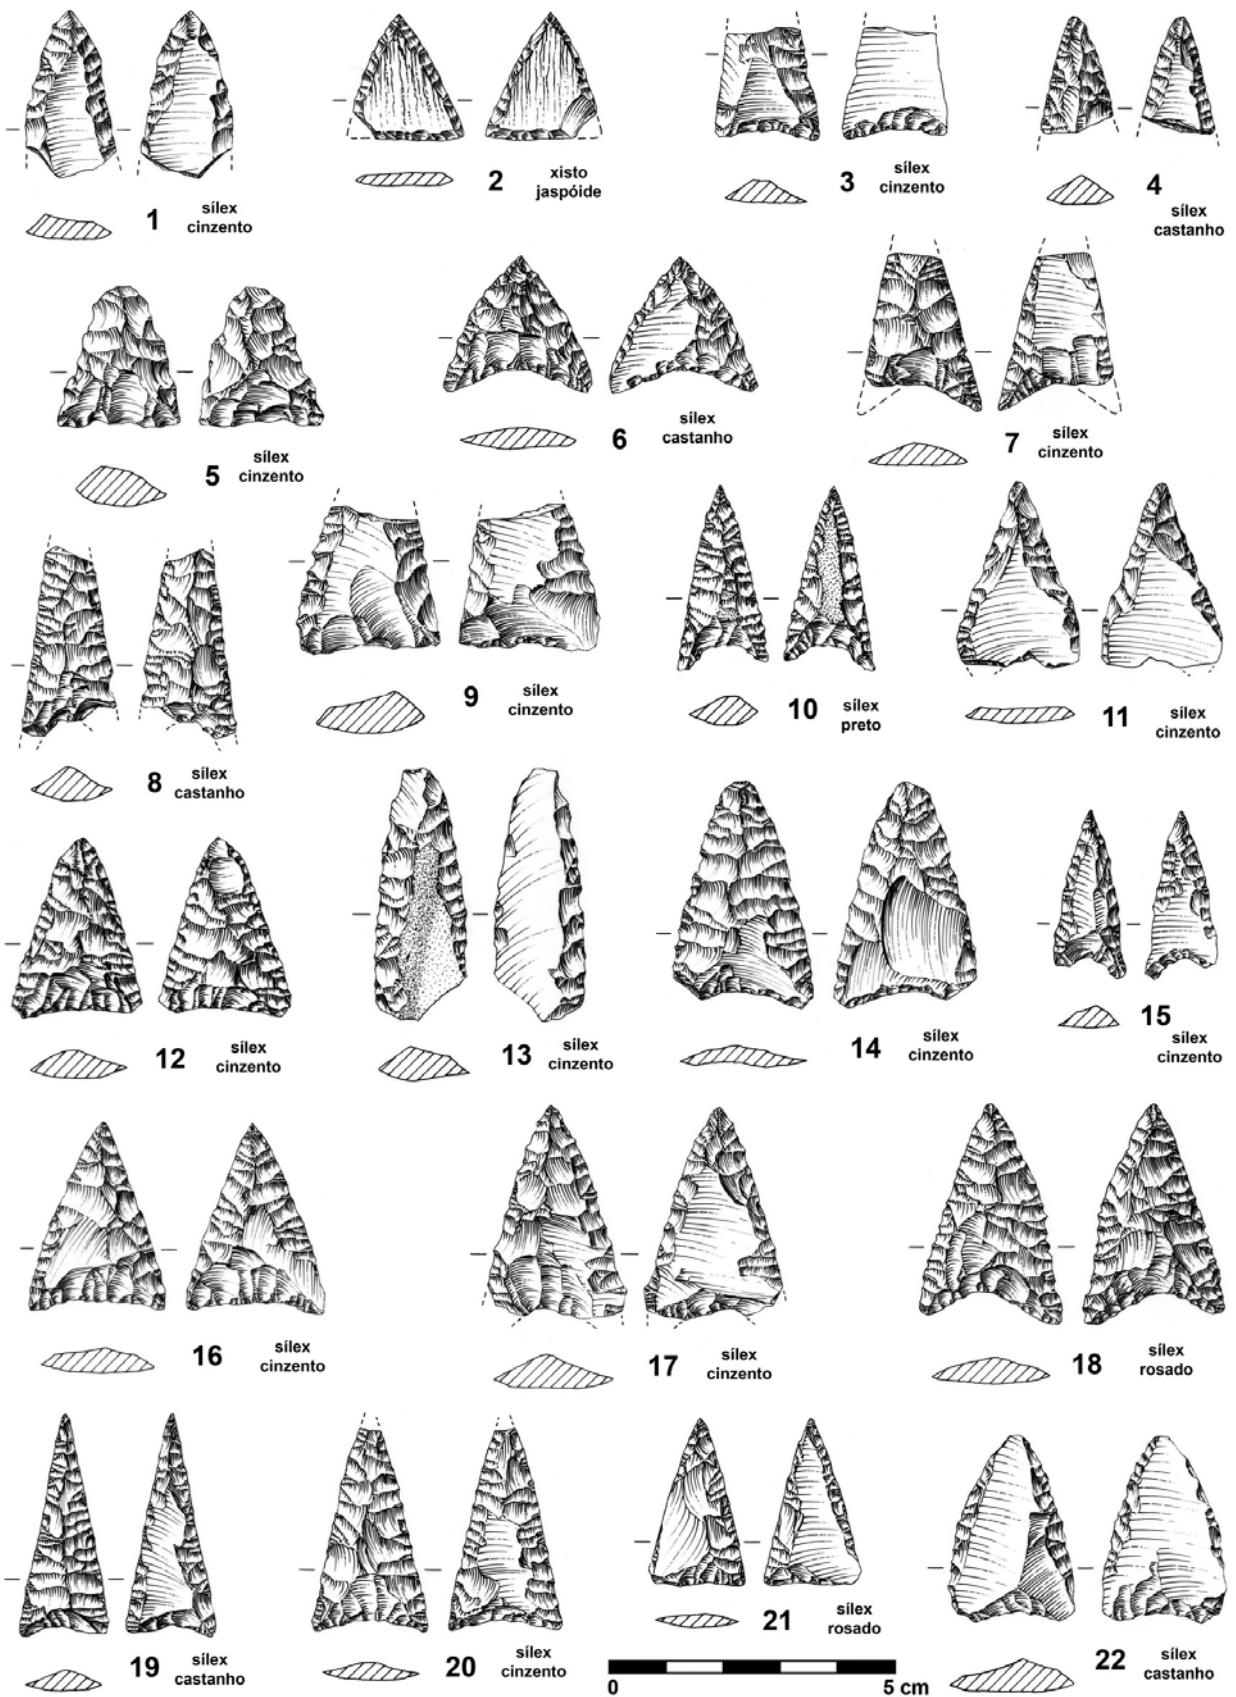 1
sílex
cinzento
2
xisto
jaspóide
3
sílex
cinzento
4
sílex
castanho
5
sílex
cinzento
6
sílex
castanho
7
sílex
cinzento
8
sílex
castanho
9
sílex
cinzento
10
sílex
preto
11
sílex
cinzento
12
sílex
cinzento
13
sílex
cinzento
14
sílex
cinzento
15
sílex
cinzento
16
sílex
cinzento
17
sílex
cinzento
18
sílex
rosado
19
sílex
castanho
20
sílex
cinzento
21
sílex
rosado
22
sílex
castanho
0 5 cm